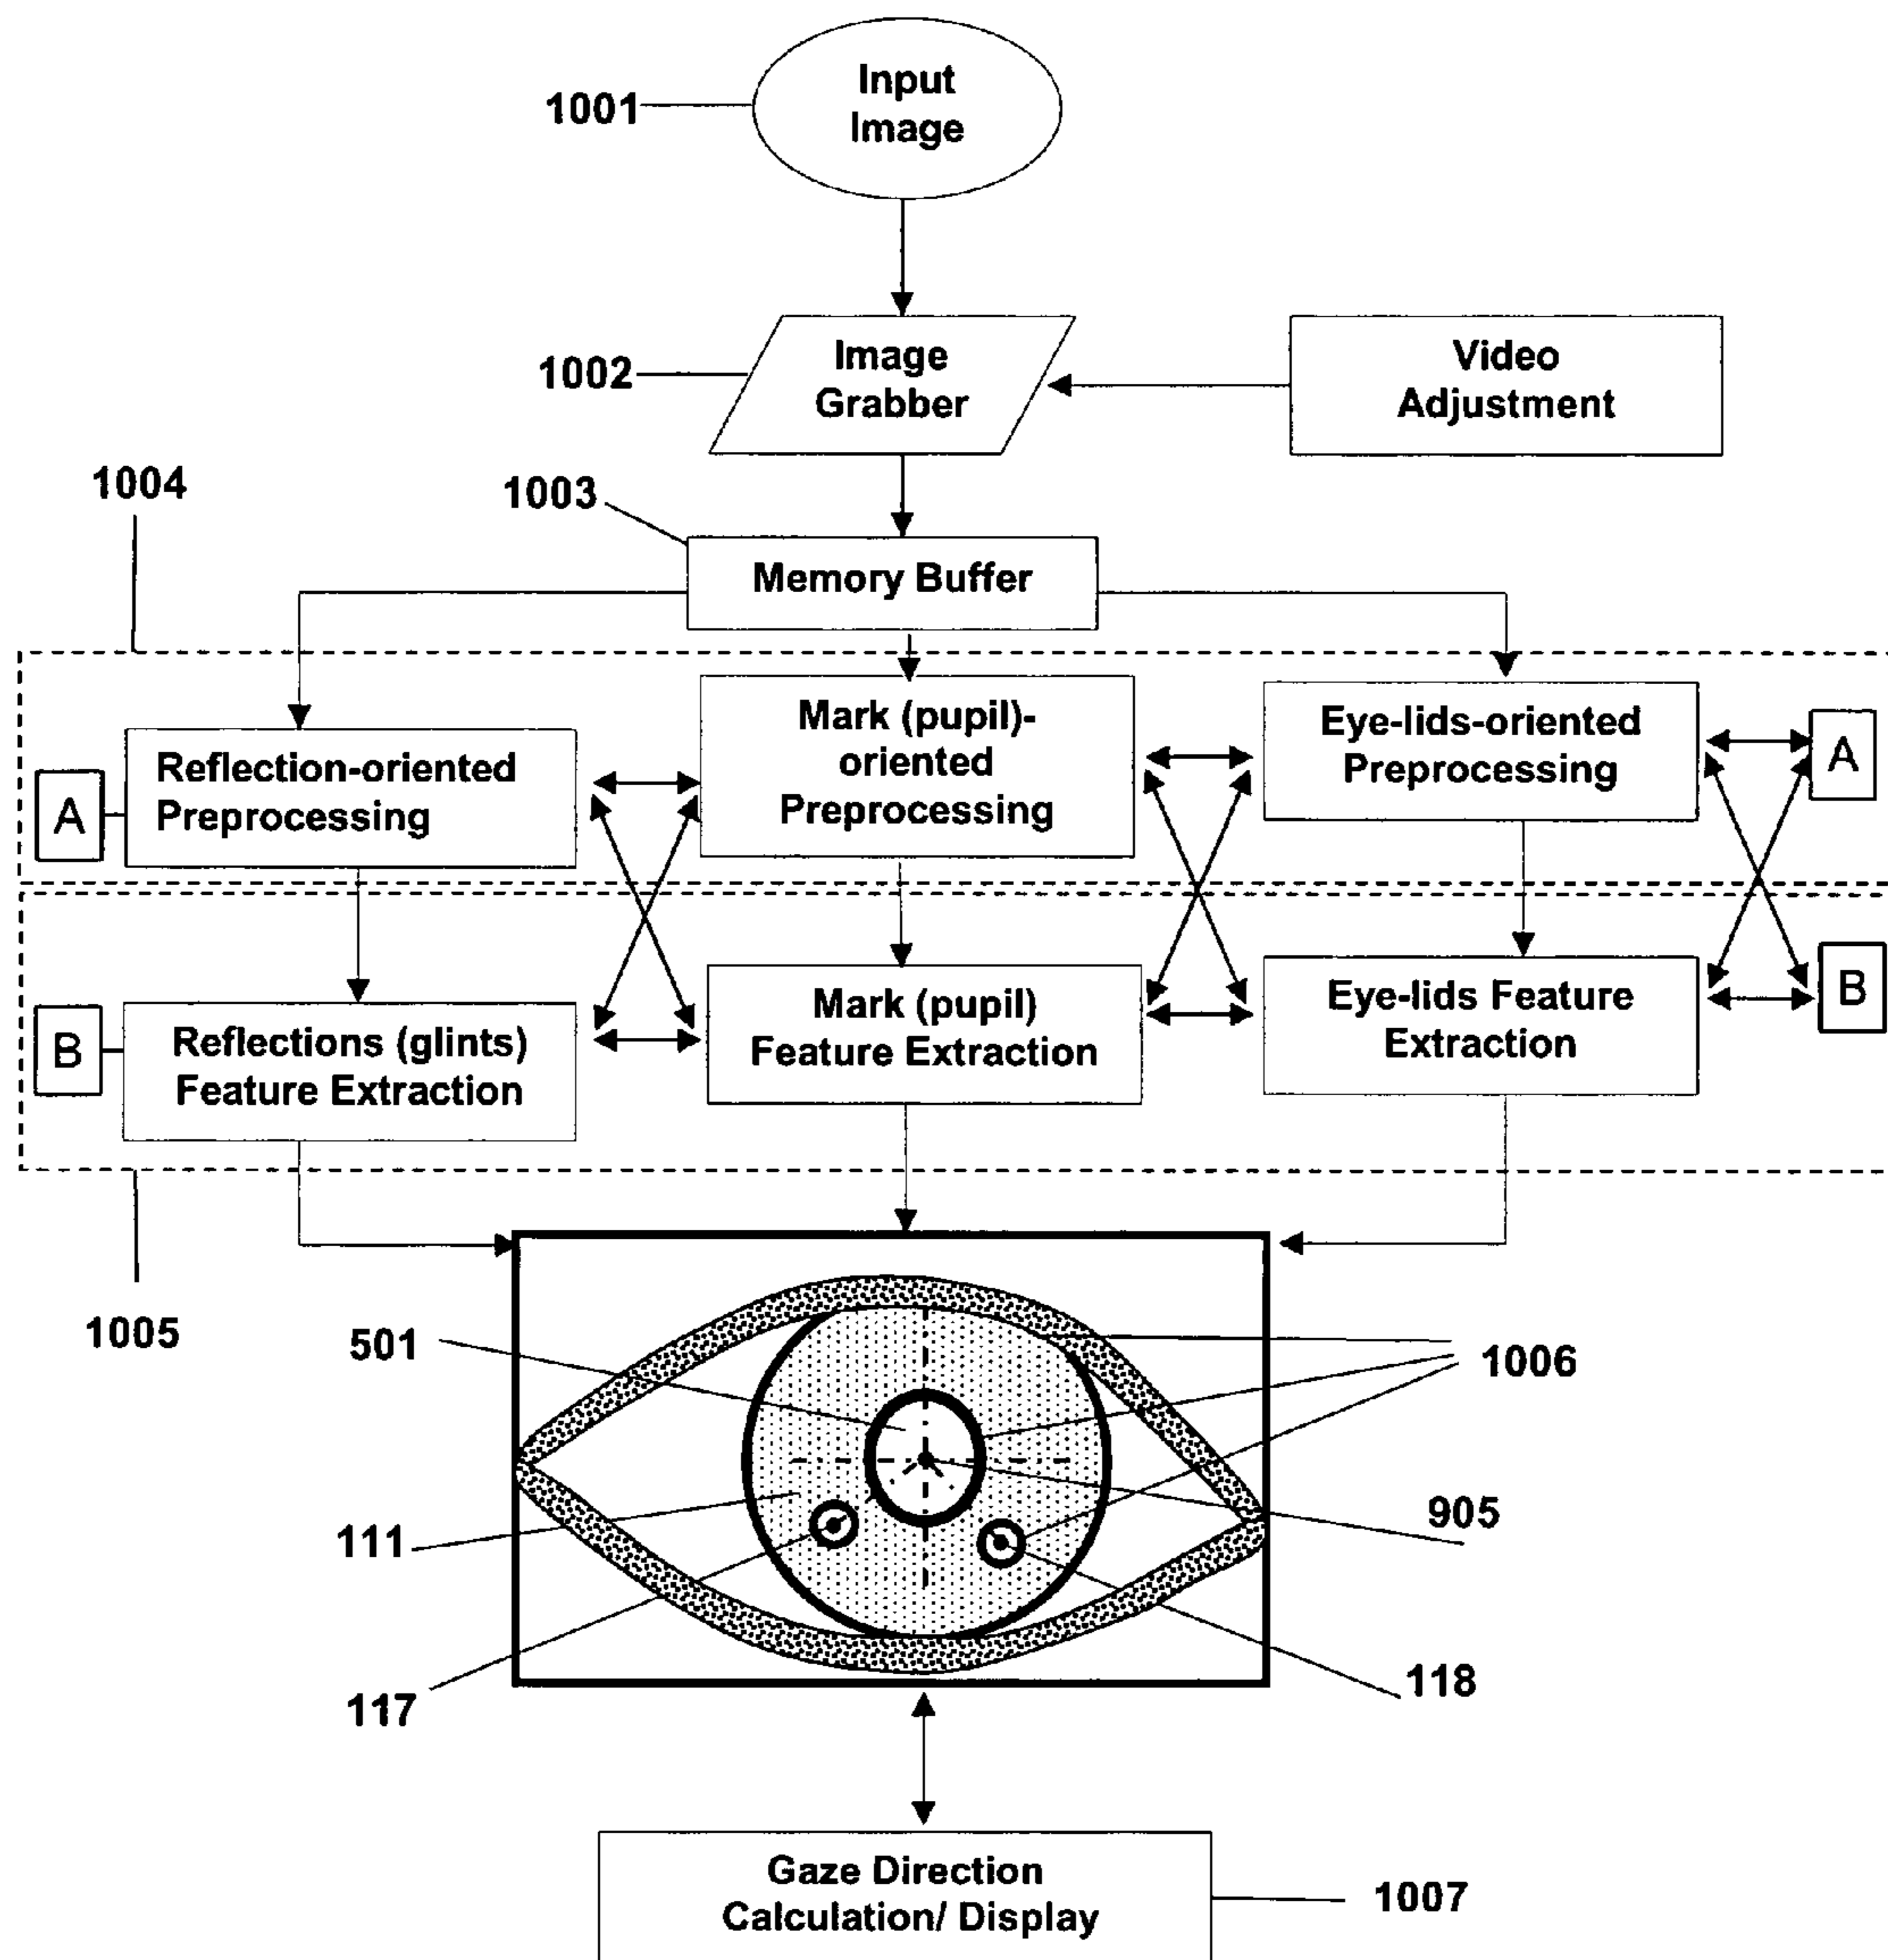 Input
Image
1001
Image
Grabber
1002
Video
Adjustment
1004
1003
Memory Buffer
Mark (pupil)-
oriented
Preprocessing
Eye-lids-oriented
Preprocessing
A
Reflection-oriented
Preprocessing
A
Mark (pupil)
Feature Extraction
Eye-lids Feature
Extraction
B
Reflections (glints)
Feature Extraction
B
1005
501
1006
111
905
117
118
Gaze Direction
Calculation/ Display
1007